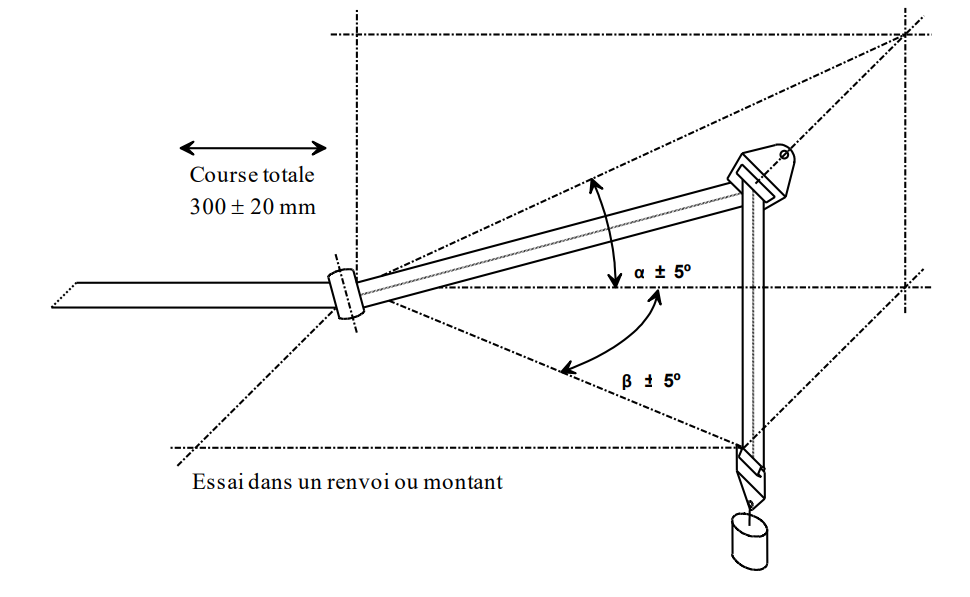 Course totale
300 ± 20 mm
α ± 5º
β ± 5º
Essai dans un renvoi ou montant